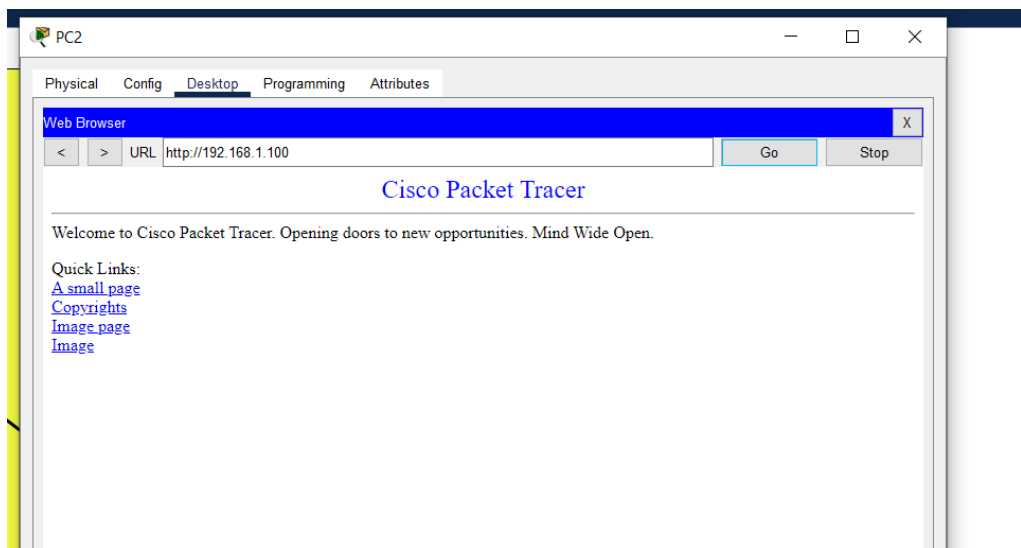 PC2
Physical Config Desktop Programming Attributes
Web Browser X
< > URL http://192.168.1.100 Go Stop
Cisco Packet Tracer
Welcome to Cisco Packet Tracer. Opening doors to new opportunities. Mind Wide Open.
Quick Links:
A small page
Copyrights
Image page
Image